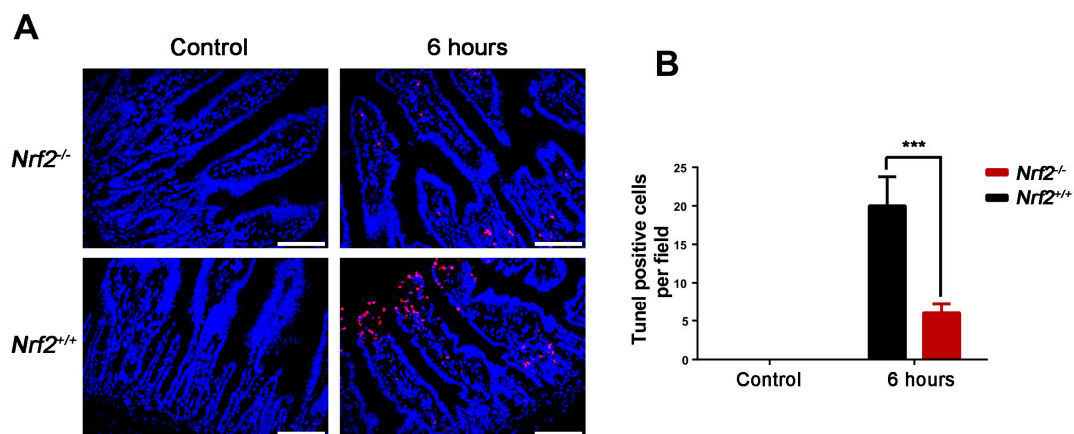 A
Control 6 hours
Nrf2-/-
Nrf2+/+
B
***
Nrf2-/-
Nrf2+/+
Tunel positive cells
per field
25
20
15
10
5
0
Control 6 hours